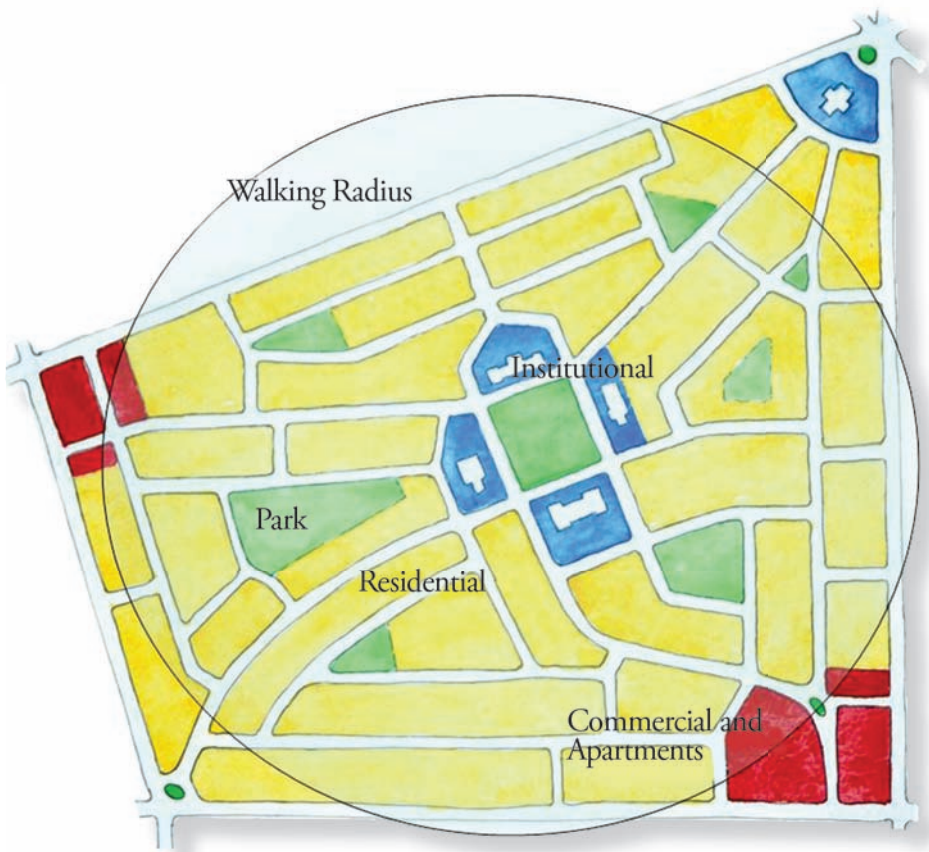 Walking Radius
Institutional
Park
Residential
Commercial and
Apartments